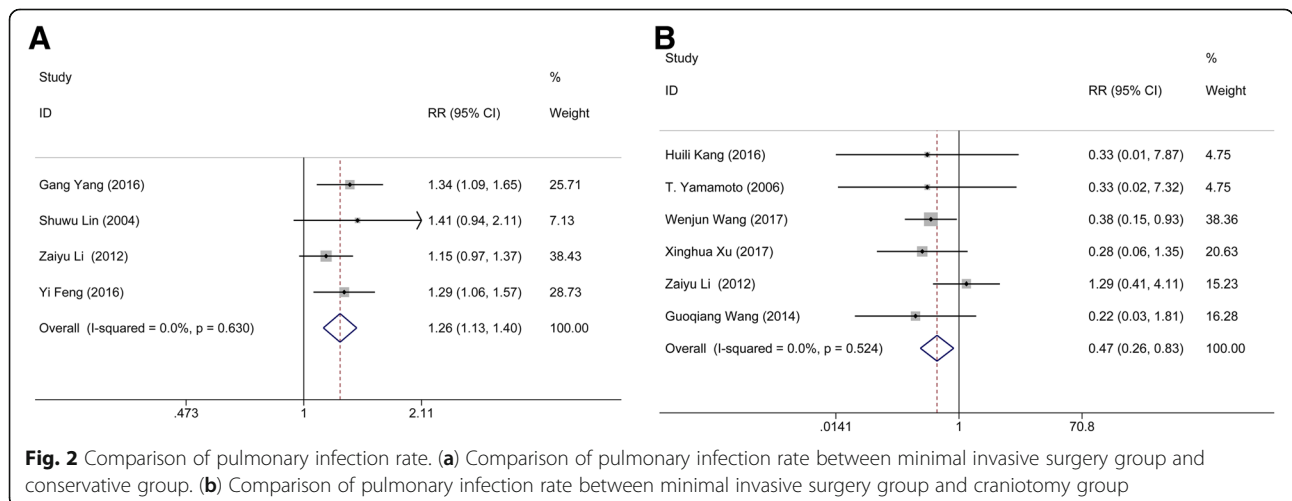 A
Study %
ID RR (95% CI) Weight
Gang Yang (2016) 1.34 (1.09, 1.65) 25.71
Shuwu Lin (2004) 1.41 (0.94, 2.11) 7.13
Zaiyu Li (2012) 1.15 (0.97, 1.37) 38.43
Yi Feng (2016) 1.29 (1.06, 1.57) 28.73
Overall (I-squared = 0.0%, p = 0.630) 1.26 (1.13, 1.40) 100.00
.473 1 2.11
B
Study %
ID RR (95% CI) Weight
Huili Kang (2016) 0.33 (0.01, 7.87) 4.75
T. Yamamoto (2006) 0.33 (0.02, 7.32) 4.75
Wenjun Wang (2017) 0.38 (0.15, 0.93) 38.36
Xinghua Xu (2017) 0.28 (0.06, 1.35) 20.63
Zaiyu Li (2012) 1.29 (0.41, 4.11) 15.23
Guoqiang Wang (2014) 0.22 (0.03, 1.81) 16.28
Overall (I-squared = 0.0%, p = 0.524) 0.47 (0.26, 0.83) 100.00
.0141 1 70.8
Fig. 2 Comparison of pulmonary infection rate. (a) Comparison of pulmonary infection rate between minimal invasive surgery group and
conservative group. (b) Comparison of pulmonary infection rate between minimal invasive surgery group and craniotomy group